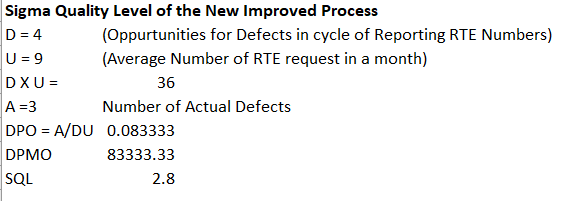 Sigma Quality Level of the New Improved Process
D = 4 (Oppurtunities for Defects in cycle of Reporting RTE Numbers)
U = 9 (Average Number of RTE request in a month)
D X U = 36
A =3 Number of Actual Defects
DPO = A/DU 0.083333
DPMO 83333.33
SQL 2.8